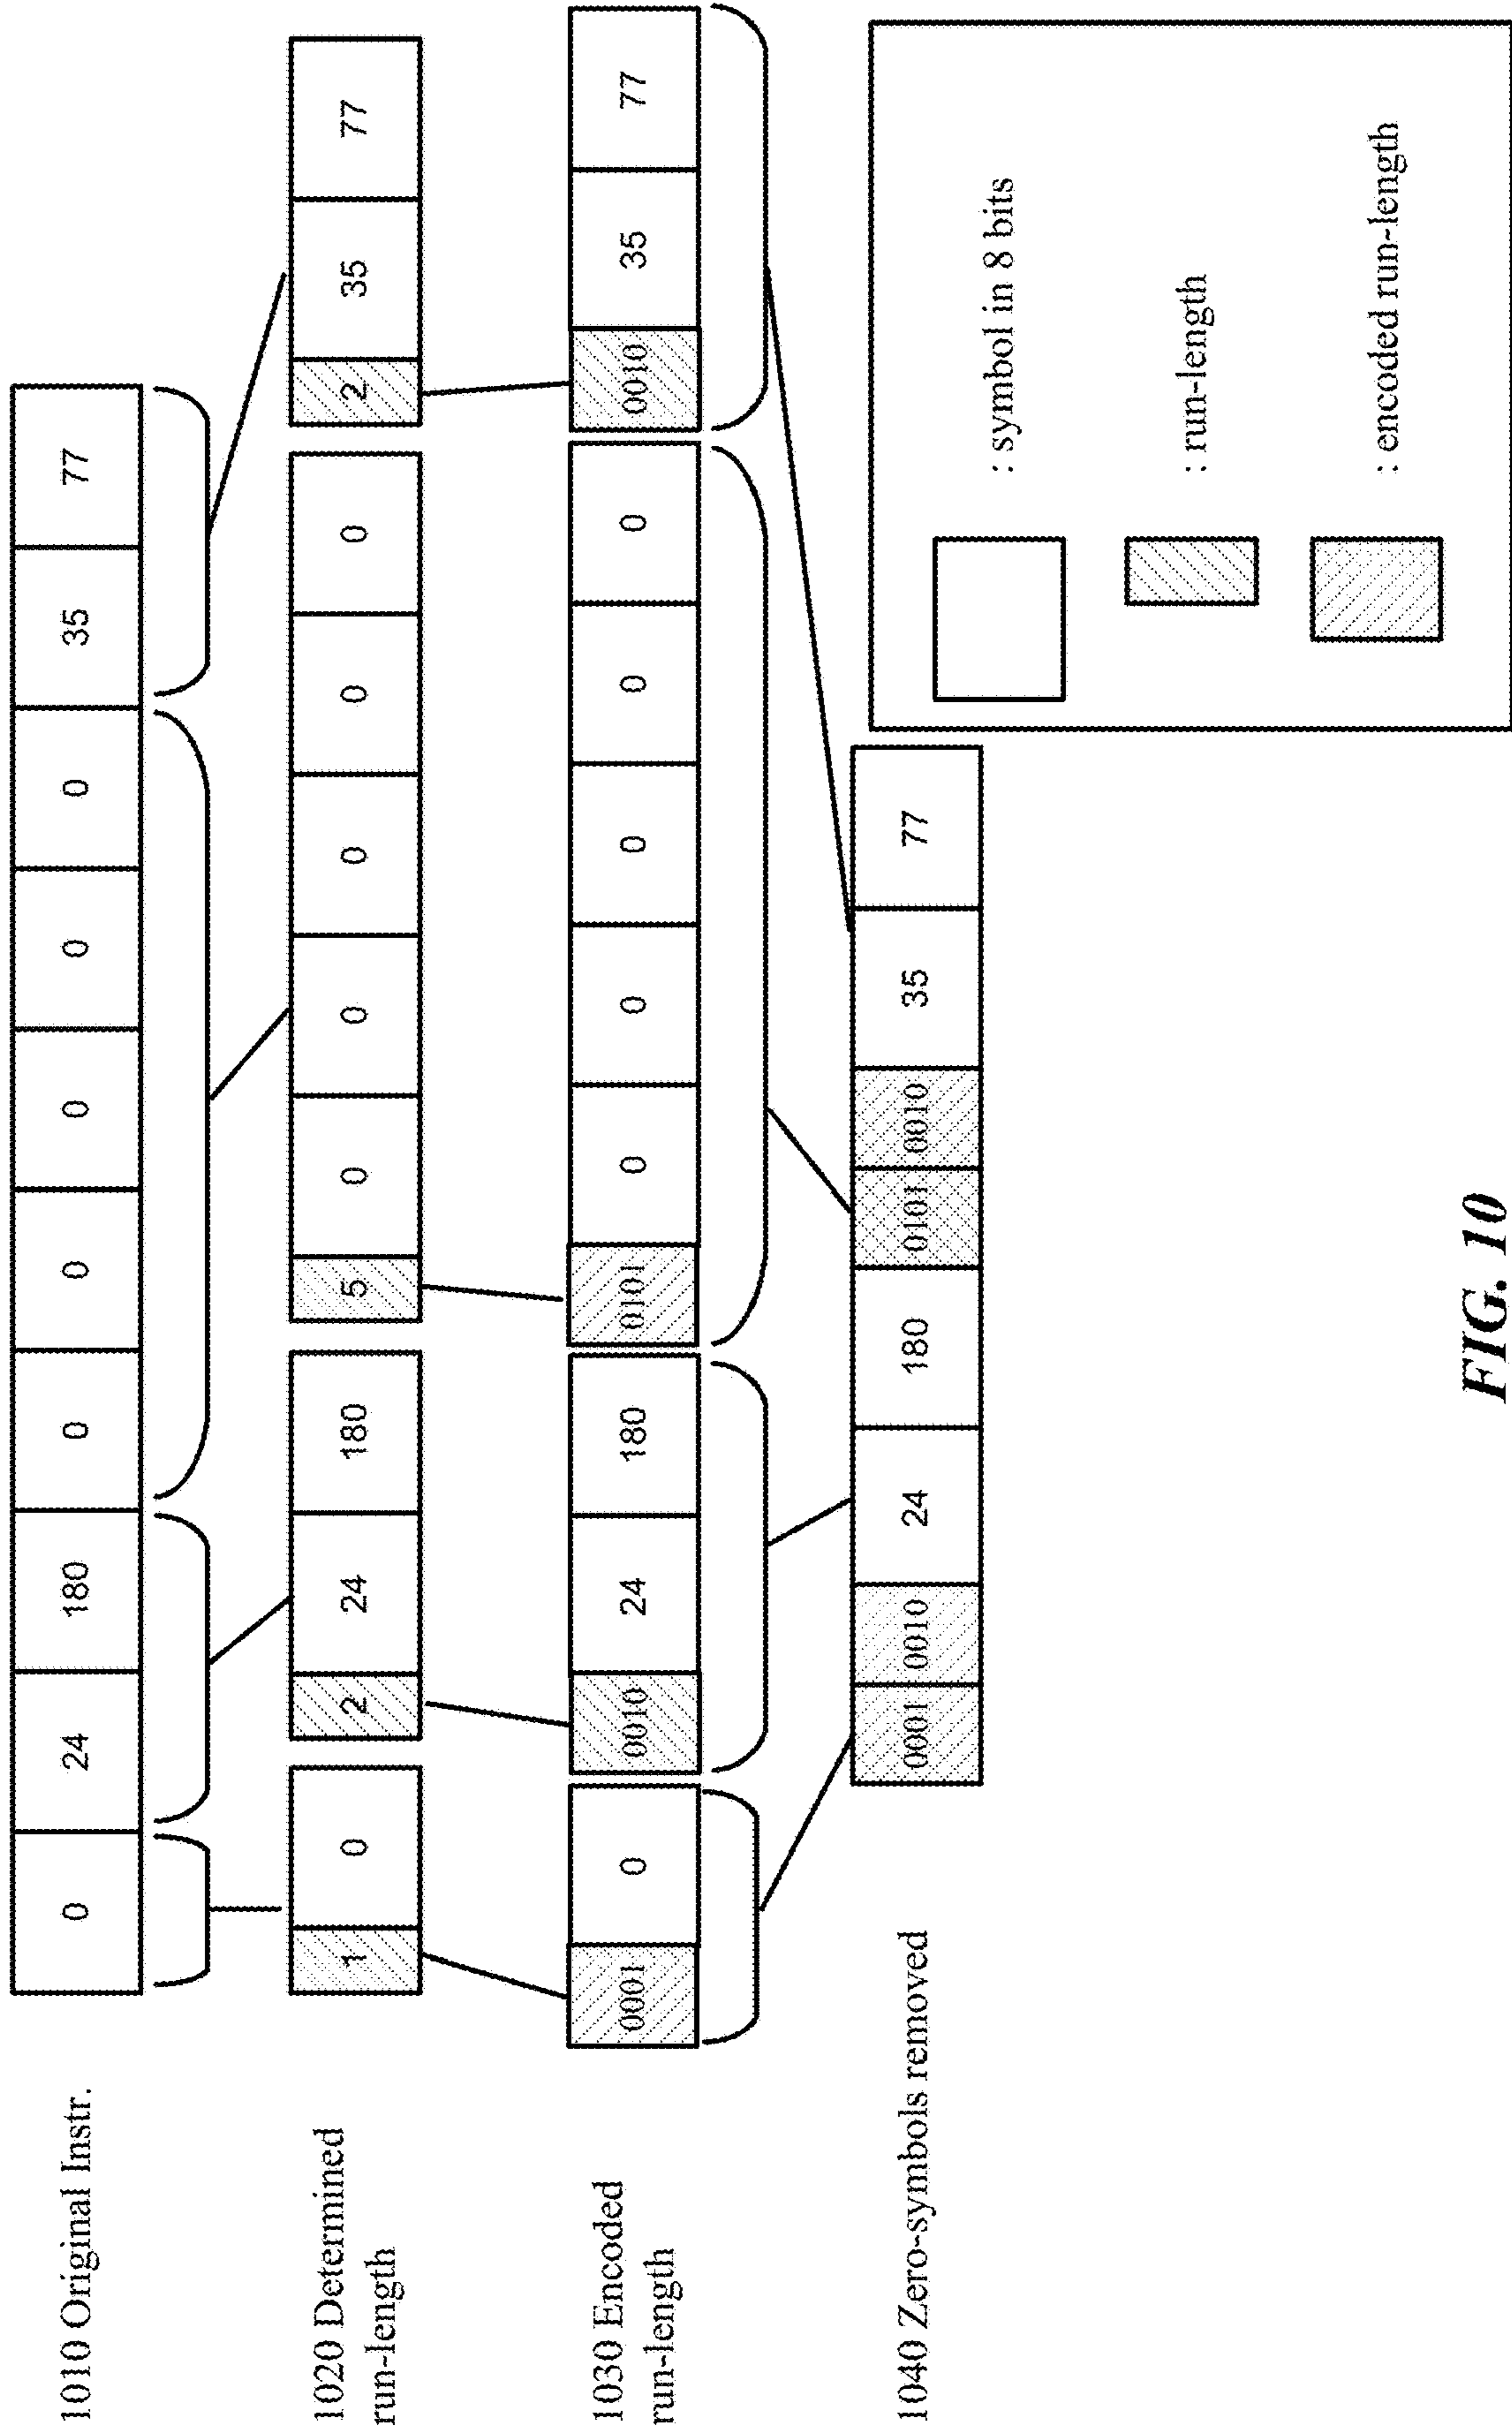 1010 Original Instr.
0 24 180 0 0 0 0 0 35 77
1020 Determined
run-length
1 0 2 24 180 5 0 0 0 0 0 2 35 77
1030 Encoded
run-length
0001 0 0010 24 180 0101 0 0 0 0 0 0010 35 77
1040 Zero-symbols removed
0001 0010 24 180 0101 0010 35 77
: symbol in 8 bits
: run-length
: encoded run-length
FIG. 10